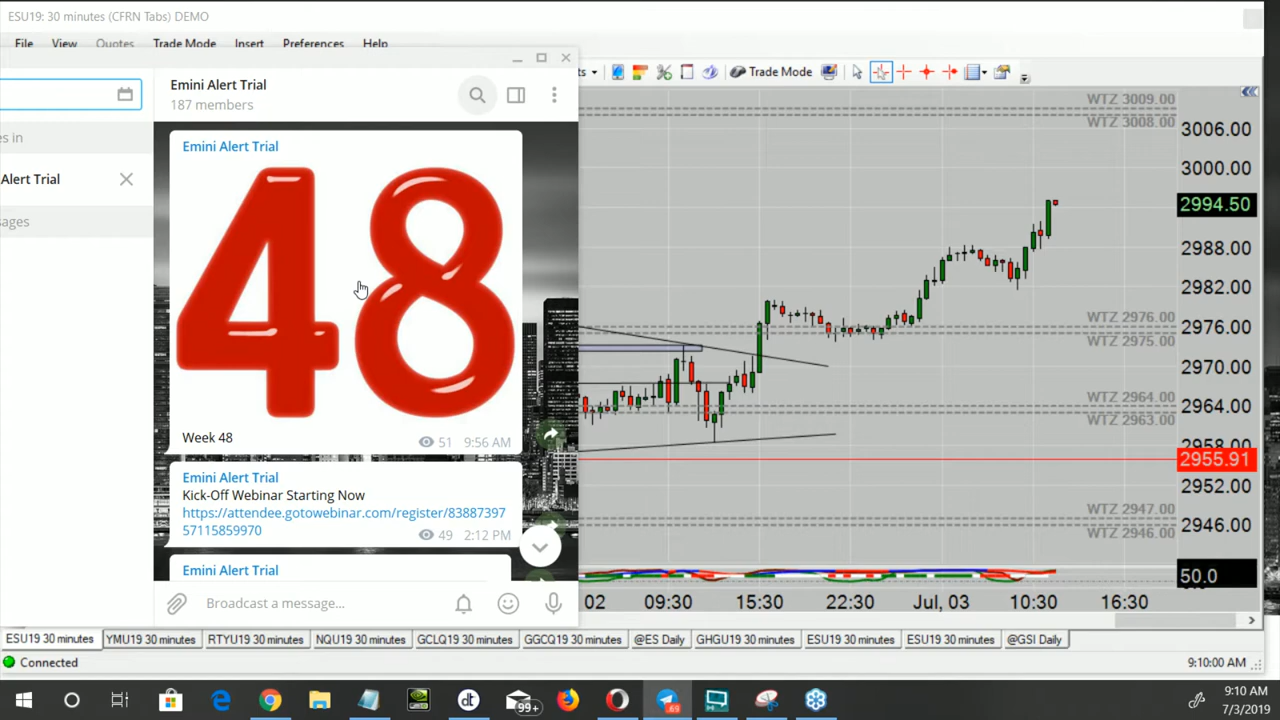 ESU19: 30 minutes (CFRN Tabs) DEMO
File View Quotes Trade Mode Insert Preferences Help
Trade Mode
Emini Alert Trial
187 members
es in
Alert Trial
sages
Emini Alert Trial
48
Week 48
51 9:56 AM
Emini Alert Trial
Kick-Off Webinar Starting Now
https://attendee.gotowebinar.com/register/83887397
57115859970
49 2:12 PM
Emini Alert Trial
Broadcast a message...
WTZ 3009.00
WTZ 3008.00
WTZ 2976.00
WTZ 2975.00
WTZ 2964.00
WTZ 2963.00
WTZ 2947.00
WTZ 2946.00
3006.00
3000.00
2994.50
2988.00
2982.00
2976.00
2970.00
2964.00
2958.00
2955.91
2952.00
2946.00
50.0
02 09:30 15:30 22:30 Jul, 03 10:30 16:30
ESU19 30 minutes YMU19 30 minutes RTYU19 30 minutes NQU19 30 minutes GCLQ19 30 minutes GGCQ19 30 minutes @ES Daily GHGU19 30 minutes ESU19 30 minutes ESU19 30 minutes @GSI Daily
Connected
9:10:00 AM
99+
dt
69
9:10 AM
7/3/2019